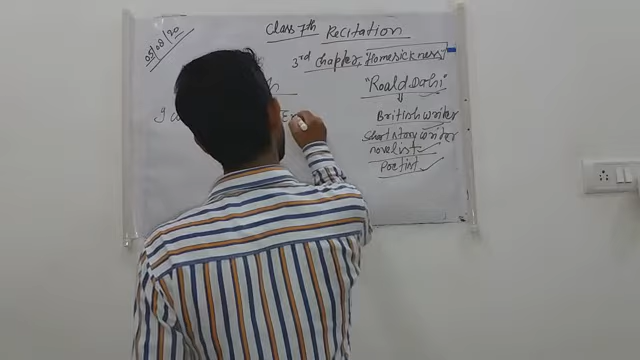 05/08/20
Class 7th Recitation
3rd chapter, "Homesickness"
"Roald Dahl"
British writer
Short story writer
novelist
Poetist